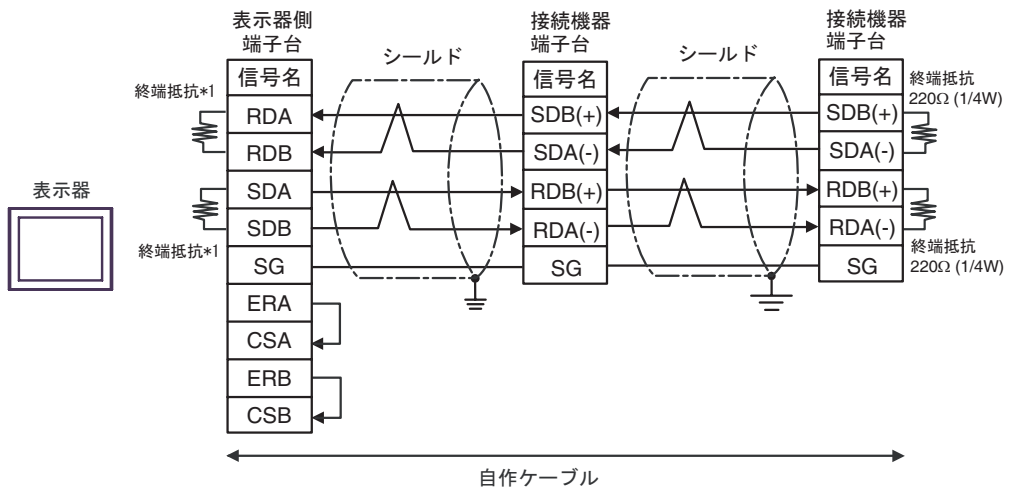 表示器側
端子台
信号名
RDA
RDB
SDA
SDB
SG
ERA
CSA
ERB
CSB
終端抵抗*1
終端抵抗*1
表示器
シールド
接続機器
端子台
信号名
SDB(+)
SDA(-)
RDB(+)
RDA(-)
SG
シールド
接続機器
端子台
信号名
SDB(+)
SDA(-)
RDB(+)
RDA(-)
SG
終端抵抗
220Ω (1/4W)
終端抵抗
220Ω (1/4W)
自作ケーブル